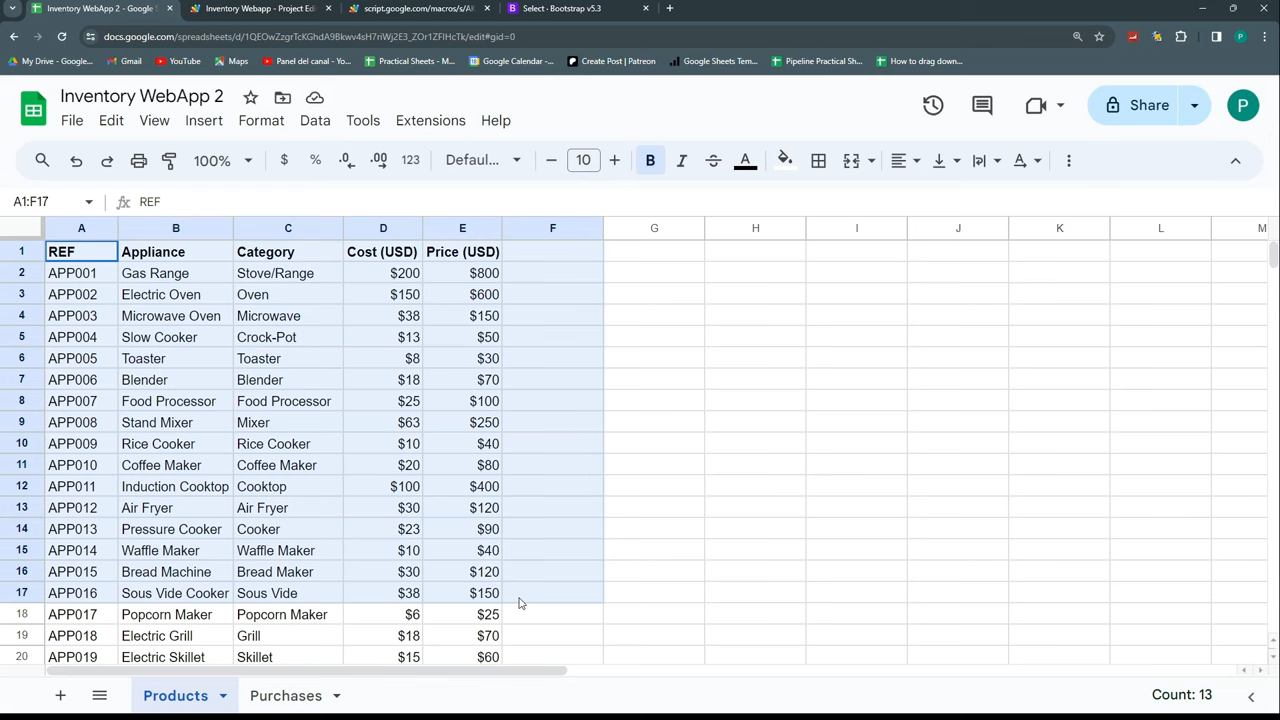 Inventory WebApp 2 - Google S
Inventory Webapp - Project Edi
script.google.com/macros/s/A
Select · Bootstrap v5.3
docs.google.com/spreadsheets/d/1QEOwZzgrTcKGhdA9Bkwv4sH7riWj2E3_ZOr1ZFIHcTk/edit#gid=0
My Drive - Google...
Gmail
YouTube
Maps
Panel del canal - Yo...
Practical Sheets - M...
Google Calendar -...
Create Post | Patreon
Google Sheets Tem...
Pipeline Practical Sh...
How to drag down...
Inventory WebApp 2
Share
P
File Edit View Insert Format Data Tools Extensions Help
100% $ % .0 .00 123 Defaul... 10 B I S A
A1:F17 fx REF
A B C D E F G H I J K L M
1 REF Appliance Category Cost (USD) Price (USD)
2 APP001 Gas Range Stove/Range $200 $800
3 APP002 Electric Oven Oven $150 $600
4 APP003 Microwave Oven Microwave $38 $150
5 APP004 Slow Cooker Crock-Pot $13 $50
6 APP005 Toaster Toaster $8 $30
7 APP006 Blender Blender $18 $70
8 APP007 Food Processor Food Processor $25 $100
9 APP008 Stand Mixer Mixer $63 $250
10 APP009 Rice Cooker Rice Cooker $10 $40
11 APP010 Coffee Maker Coffee Maker $20 $80
12 APP011 Induction Cooktop Cooktop $100 $400
13 APP012 Air Fryer Air Fryer $30 $120
14 APP013 Pressure Cooker Cooker $23 $90
15 APP014 Waffle Maker Waffle Maker $10 $40
16 APP015 Bread Machine Bread Maker $30 $120
17 APP016 Sous Vide Cooker Sous Vide $38 $150
18 APP017 Popcorn Maker Popcorn Maker $6 $25
19 APP018 Electric Grill Grill $18 $70
20 APP019 Electric Skillet Skillet $15 $60
Products Purchases Count: 13